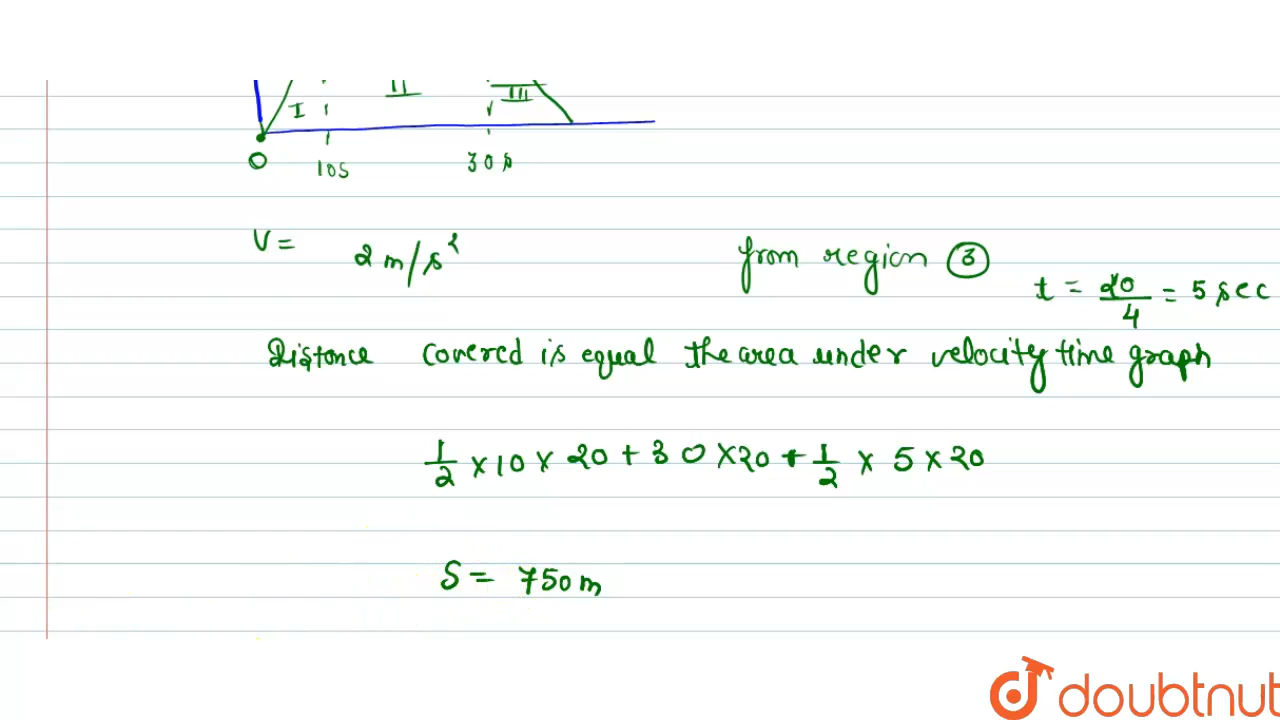 I II III
0 10s 30s
V = 2 m/s² from region ③
t = 20/4 = 5 sec
Distance covered is equal the area under velocity time graph
1/2 × 10 × 20 + 30 × 20 + 1/2 × 5 × 20
S = 750 m
doubtnut